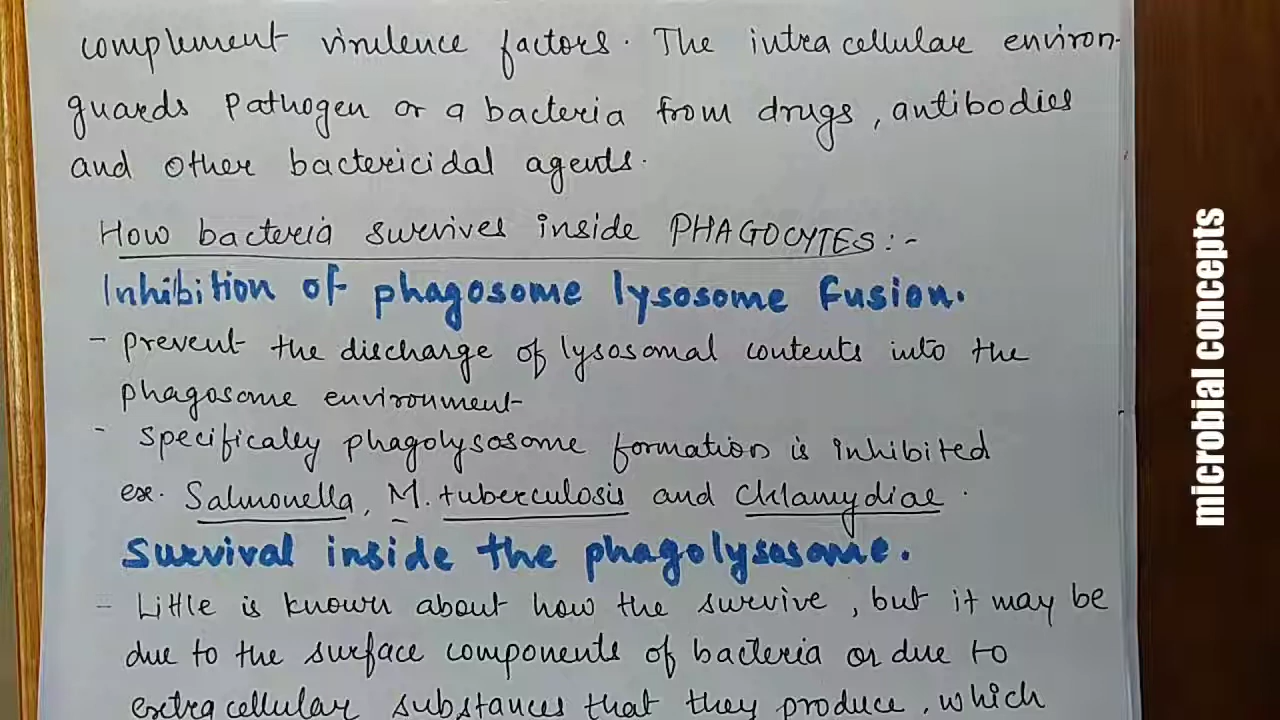 complement virulence factors. The intracellular environ-
guards pathogen or a bacteria from drugs, antibodies
and other bactericidal agents.
How bacteria survives inside PHAGOCYTES:-
Inhibition of phagosome lysosome fusion.
- prevent the discharge of lysosomal contents into the
phagosome environment-
- Specifically phagolysosome formation is inhibited
ex. Salmonella, M. tuberculosis and Chlamydiae.
Survival inside the phagolysosome.
- Little is known about how the survive, but it may be
due to the surface components of bacteria or due to
extracellular substances that they produce, which
microbial concepts